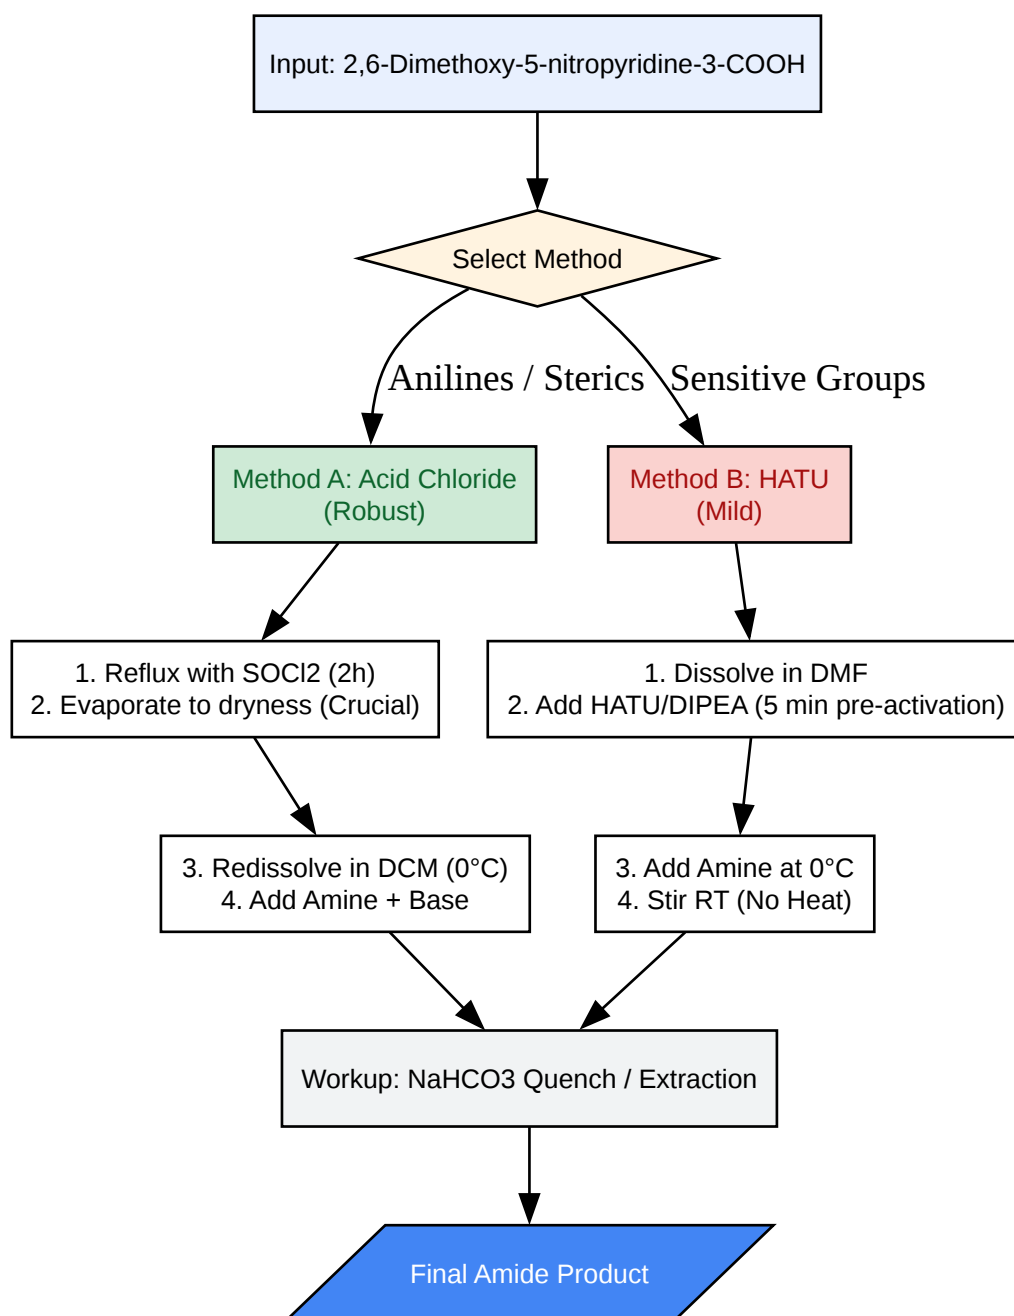 Input: 2,6-Dimethoxy-5-nitropyridine-3-COOH
Select Method
Anilines / Sterics
Sensitive Groups
Method A: Acid Chloride
(Robust)
Method B: HATU
(Mild)
1. Reflux with SOCl2 (2h)
2. Evaporate to dryness (Crucial)
1. Dissolve in DMF
2. Add HATU/DIPEA (5 min pre-activation)
3. Redissolve in DCM (0°C)
4. Add Amine + Base
3. Add Amine at 0°C
4. Stir RT (No Heat)
Workup: NaHCO3 Quench / Extraction
Final Amide Product